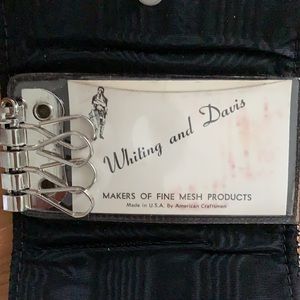 Whiting and Davis
MAKERS OF FINE MESH PRODUCTS
Made in U.S.A. By American Craftsmen